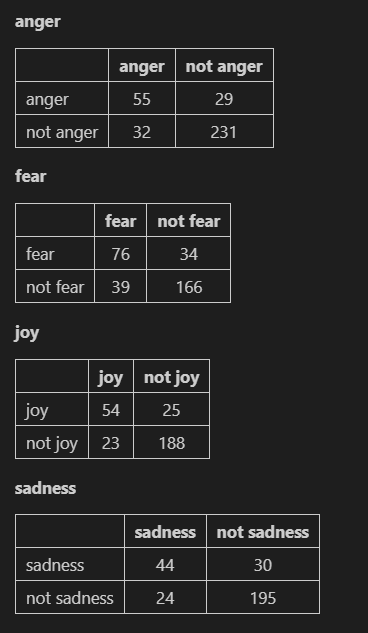 anger
anger not anger
anger 55 29
not anger 32 231
fear
fear not fear
fear 76 34
not fear 39 166
joy
joy not joy
joy 54 25
not joy 23 188
sadness
sadness not sadness
sadness 44 30
not sadness 24 195